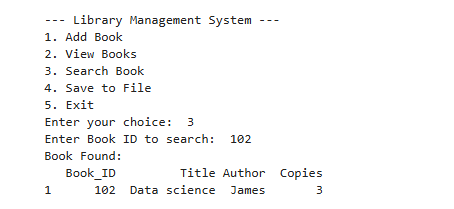 --- Library Management System ---
1. Add Book
2. View Books
3. Search Book
4. Save to File
5. Exit
Enter your choice:  3
Enter Book ID to search:  102
Book Found:
   Book_ID         Title Author  Copies
1      102  Data science  James       3